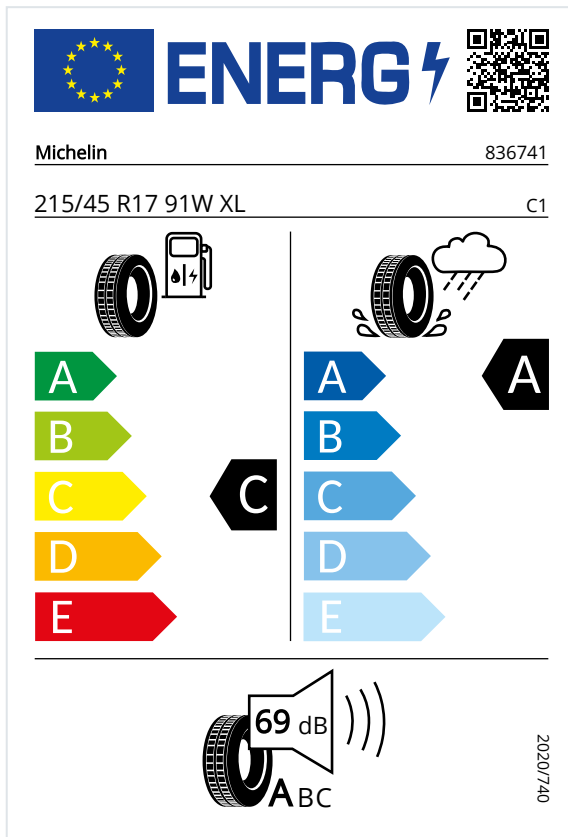 ENERG
Michelin 836741
215/45 R17 91W XL C1
A
B
C
D
E
C
A
B
C
D
E
A
69 dB
ABC
2020/740